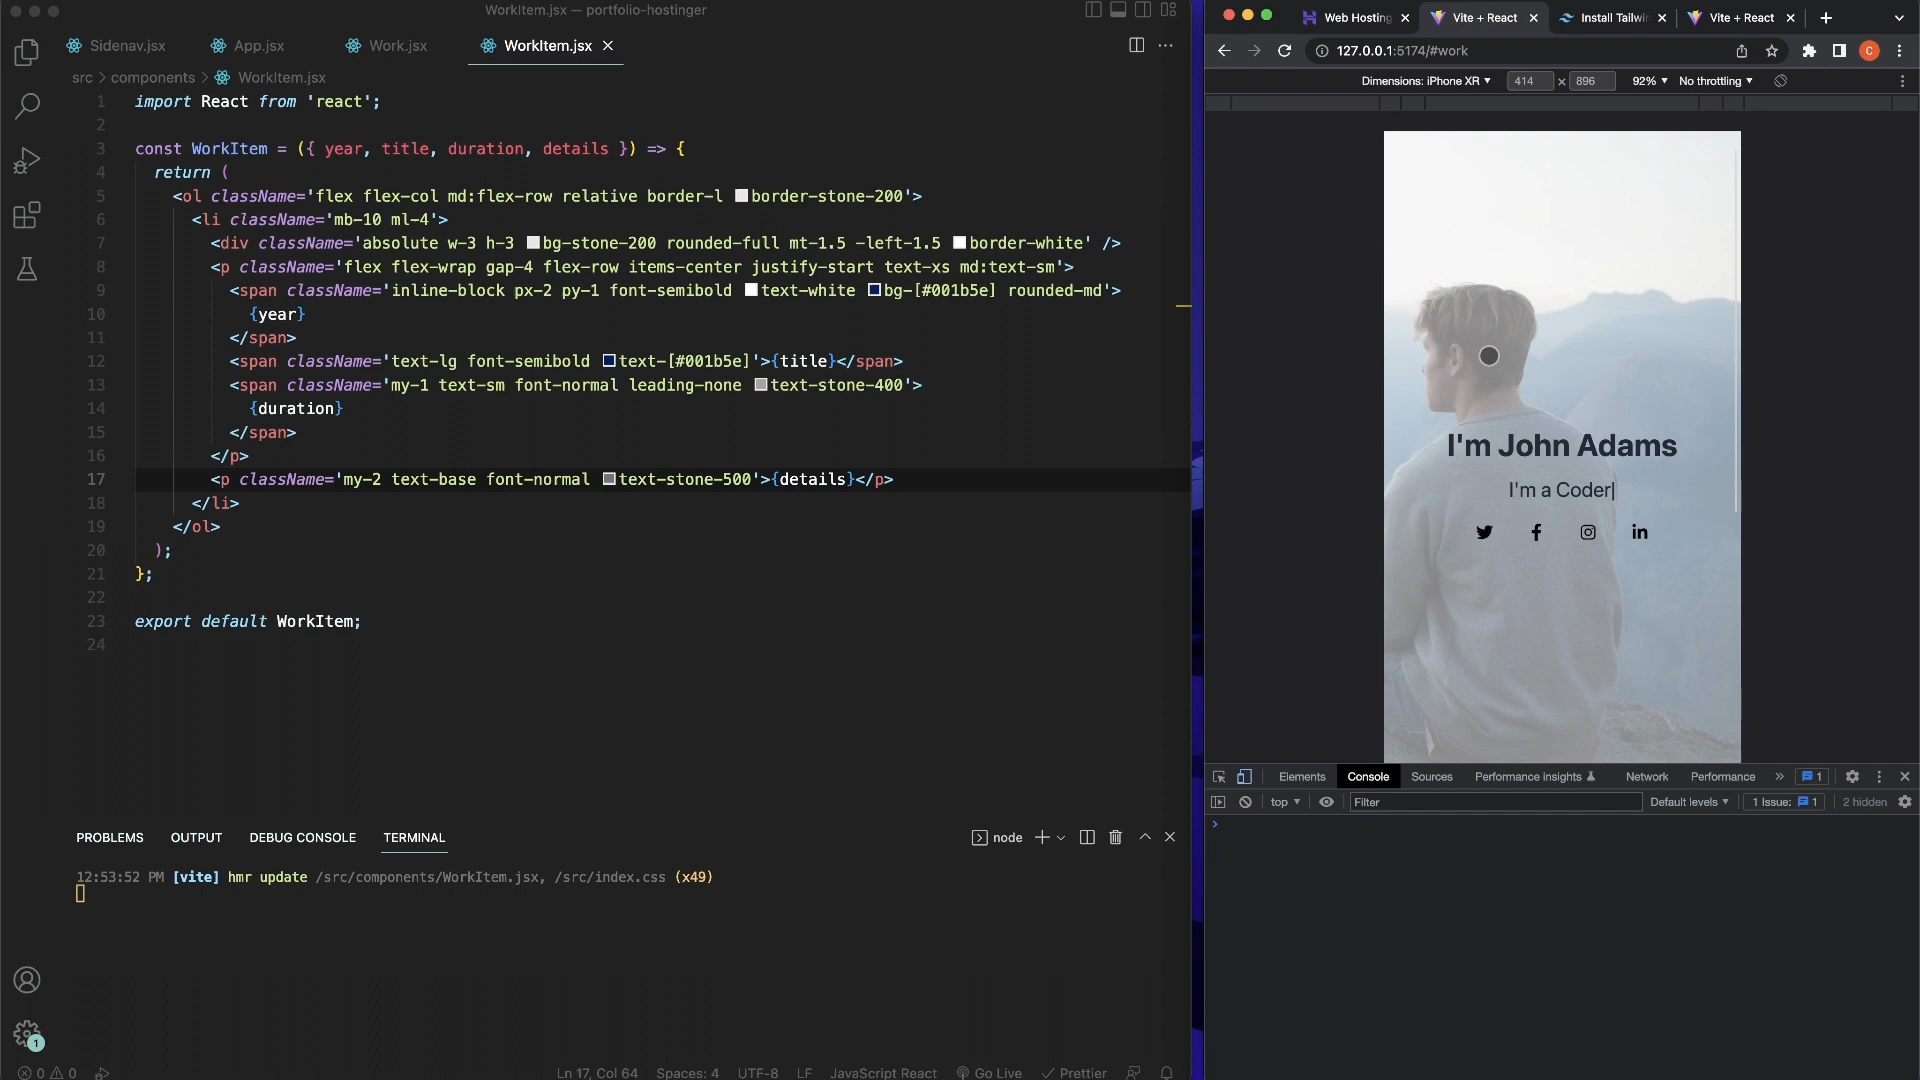 WorkItem.jsx — portfolio-hostinger
Sidenav.jsx App.jsx Work.jsx WorkItem.jsx
src > components > WorkItem.jsx
1 import React from 'react';
2
3 const WorkItem = ({ year, title, duration, details }) => {
4 return (
5 <ol className='flex flex-col md:flex-row relative border-l border-stone-200'>
6 <li className='mb-10 ml-4'>
7 <div className='absolute w-3 h-3 bg-stone-200 rounded-full mt-1.5 -left-1.5 border-white' />
8 <p className='flex flex-wrap gap-4 flex-row items-center justify-start text-xs md:text-sm'>
9 <span className='inline-block px-2 py-1 font-semibold text-white bg-[#001b5e] rounded-md'>
10 {year}
11 </span>
12 <span className='text-lg font-semibold text-[#001b5e]'>{title}</span>
13 <span className='my-1 text-sm font-normal leading-none text-stone-400'>
14 {duration}
15 </span>
16 </p>
17 <p className='my-2 text-base font-normal text-stone-500'>{details}</p>
18 </li>
19 </ol>
20 );
21 };
22
23 export default WorkItem;
24
PROBLEMS OUTPUT DEBUG CONSOLE TERMINAL
node
12:53:52 PM [vite] hmr update /src/components/WorkItem.jsx, /src/index.css (x49)
1
0 0
Ln 17, Col 64 Spaces: 4 UTF-8 LF JavaScript React Go Live Prettier
Web Hosting Vite + React Install Tailwin Vite + React
127.0.0.1:5174/#work
C
Dimensions: iPhone XR 414 × 896 92% No throttling
I'm John Adams
I'm a Coder|
Elements Console Sources Performance insights Network Performance » 1
top Filter Default levels 1 Issue: 1 2 hidden